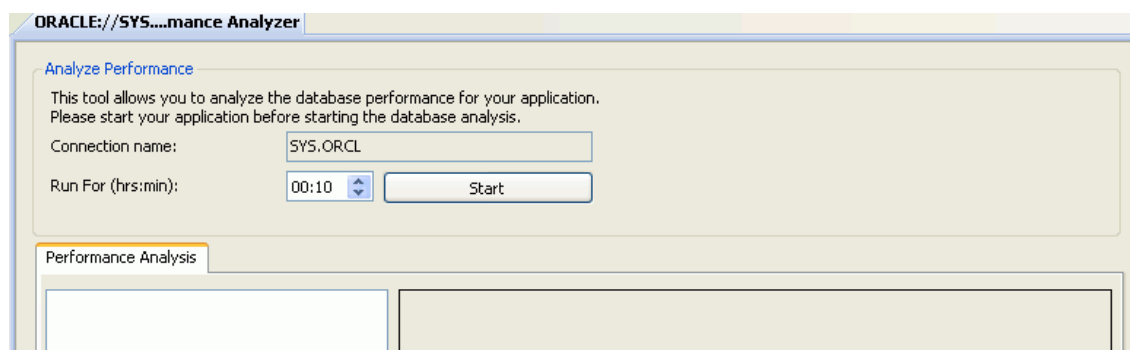 ORACLE://SYS....mance Analyzer
Analyze Performance
This tool allows you to analyze the database performance for your application.
Please start your application before starting the database analysis.
Connection name: SYS.ORCL
Run For (hrs:min): 00:10 Start
Performance Analysis